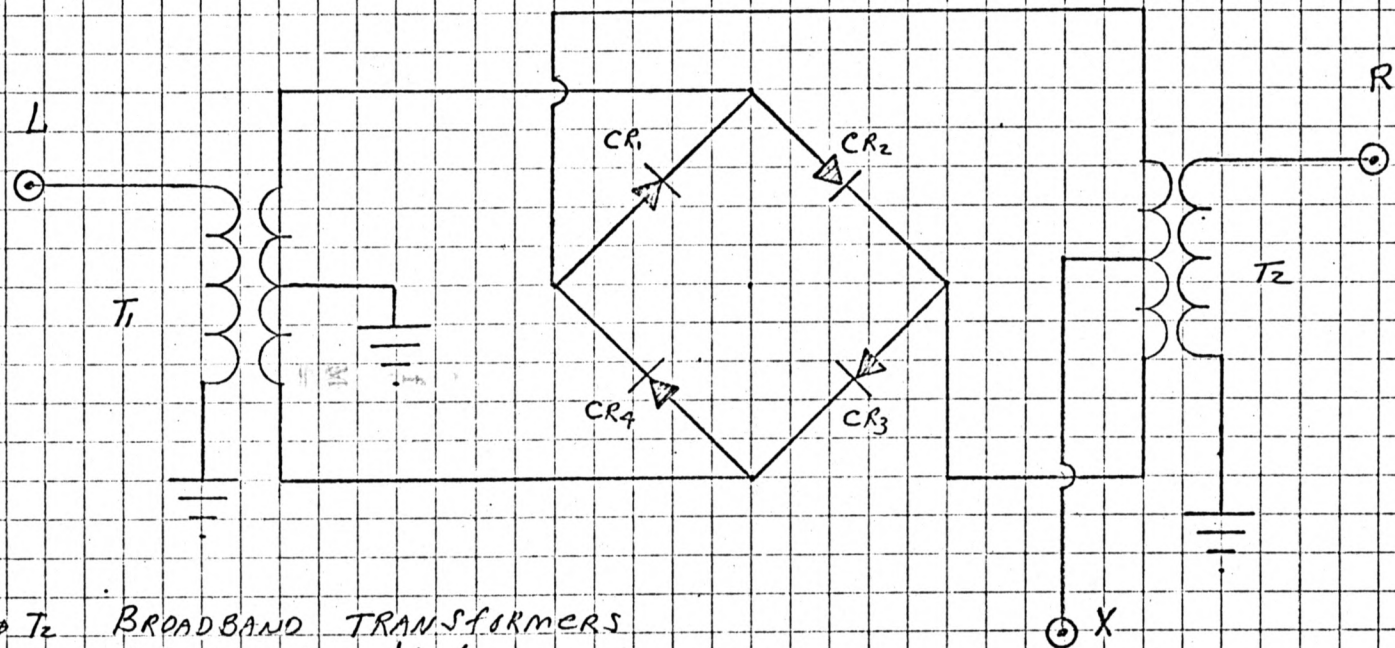 L
R
CR1
CR2
T1
T2
CR4
CR3
T2 BROADBAND TRANSFORMERS
X